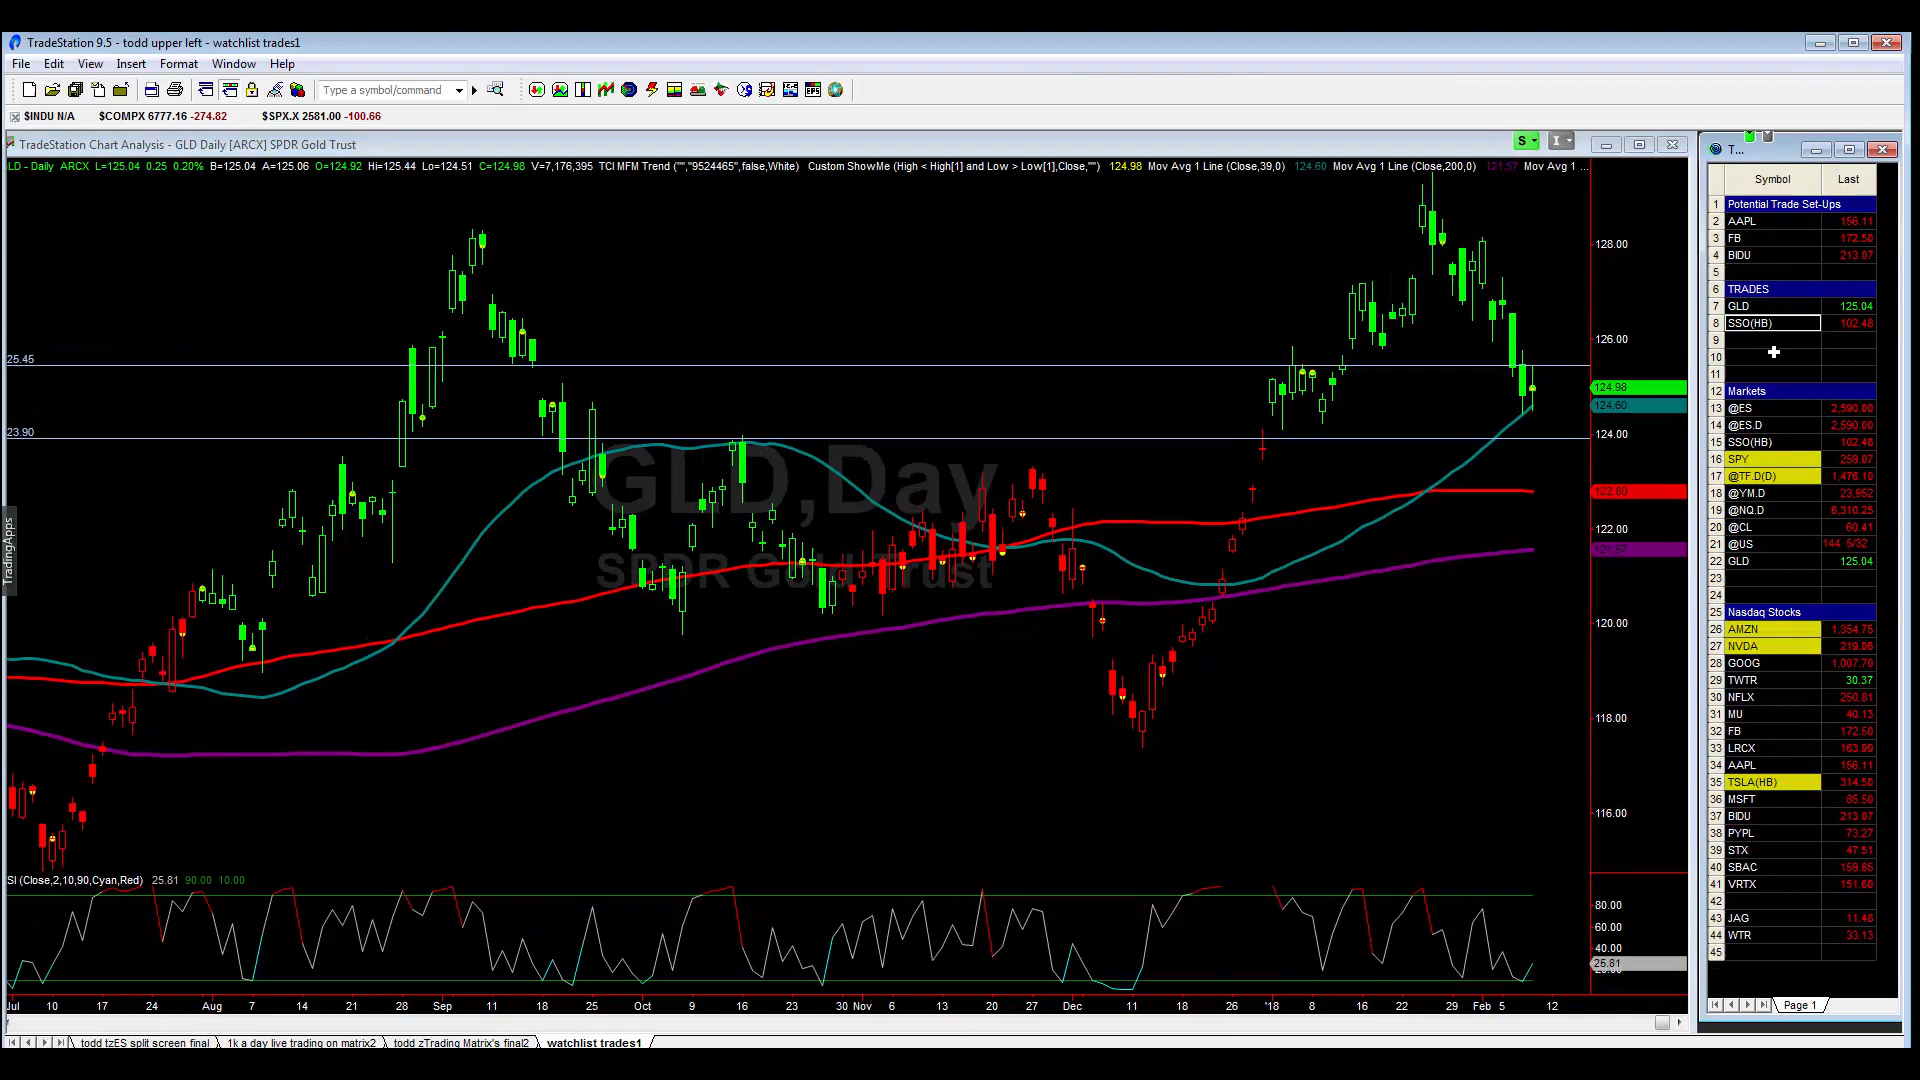 TradeStation 9.5 - todd upper left - watchlist trades1
File Edit View Insert Format Window Help
Type a symbol/command
$INDU N/A $COMPX 6777.16 -274.82 $SPX.X 2581.00 -100.66
TradeStation Chart Analysis - GLD Daily [ARCX] SPDR Gold Trust
S I
LD - Daily ARCX L=125.04 0.25 0.20% B=125.04 A=125.06 O=124.92 Hi=125.44 Lo=124.51 C=124.98 V=7,176,395 TCI MFM Trend ("","9524465",false,White) Custom ShowMe (High < High[1] and Low > Low[1],Close,"") 124.98 Mov Avg 1 Line (Close,39,0) 124.60 Mov Avg 1 Line (Close,200,0) 121.57 Mov Avg 1 ...
128.00
126.00
25.45
124.98
124.60
23.90
124.00
GLD,Day
SPDR Gold Trust
122.80
122.00
121.57
120.00
118.00
116.00
TradingApps
SI (Close,2,10,90,Cyan,Red) 25.81 90.00 10.00
80.00
60.00
40.00
25.81
Jul 10 17 24 Aug 7 14 21 28 Sep 11 18 25 Oct 9 16 23 30 Nov 6 13 20 27 Dec 11 18 26 '18 8 16 22 29 Feb 5 12
todd tzES split screen final 1k a day live trading on matrix2 todd zTrading Matrix's final2 watchlist trades1
T...
Symbol Last
1 Potential Trade Set-Ups
2 AAPL 156.11
3 FB 172.50
4 BIDU 213.07
5
6 TRADES
7 GLD 125.04
8 SSO(HB) 102.48
9
10
11
12 Markets
13 @ES 2,590.00
14 @ES.D 2,590.00
15 SSO(HB) 102.48
16 SPY 259.07
17 @TF.D(D) 1,476.10
18 @YM.D 23,952
19 @NQ.D 6,310.25
20 @CL 60.41
21 @US 144 5/32
22 GLD 125.04
23
24
25 Nasdaq Stocks
26 AMZN 1,354.75
27 NVDA 219.06
28 GOOG 1,007.70
29 TWTR 30.37
30 NFLX 250.81
31 MU 40.13
32 FB 172.50
33 LRCX 163.99
34 AAPL 156.11
35 TSLA(HB) 314.50
36 MSFT 85.50
37 BIDU 213.07
38 PYPL 73.27
39 STX 47.51
40 SBAC 159.65
41 VRTX 151.60
42
43 JAG 11.48
44 WTR 33.13
45
Page 1